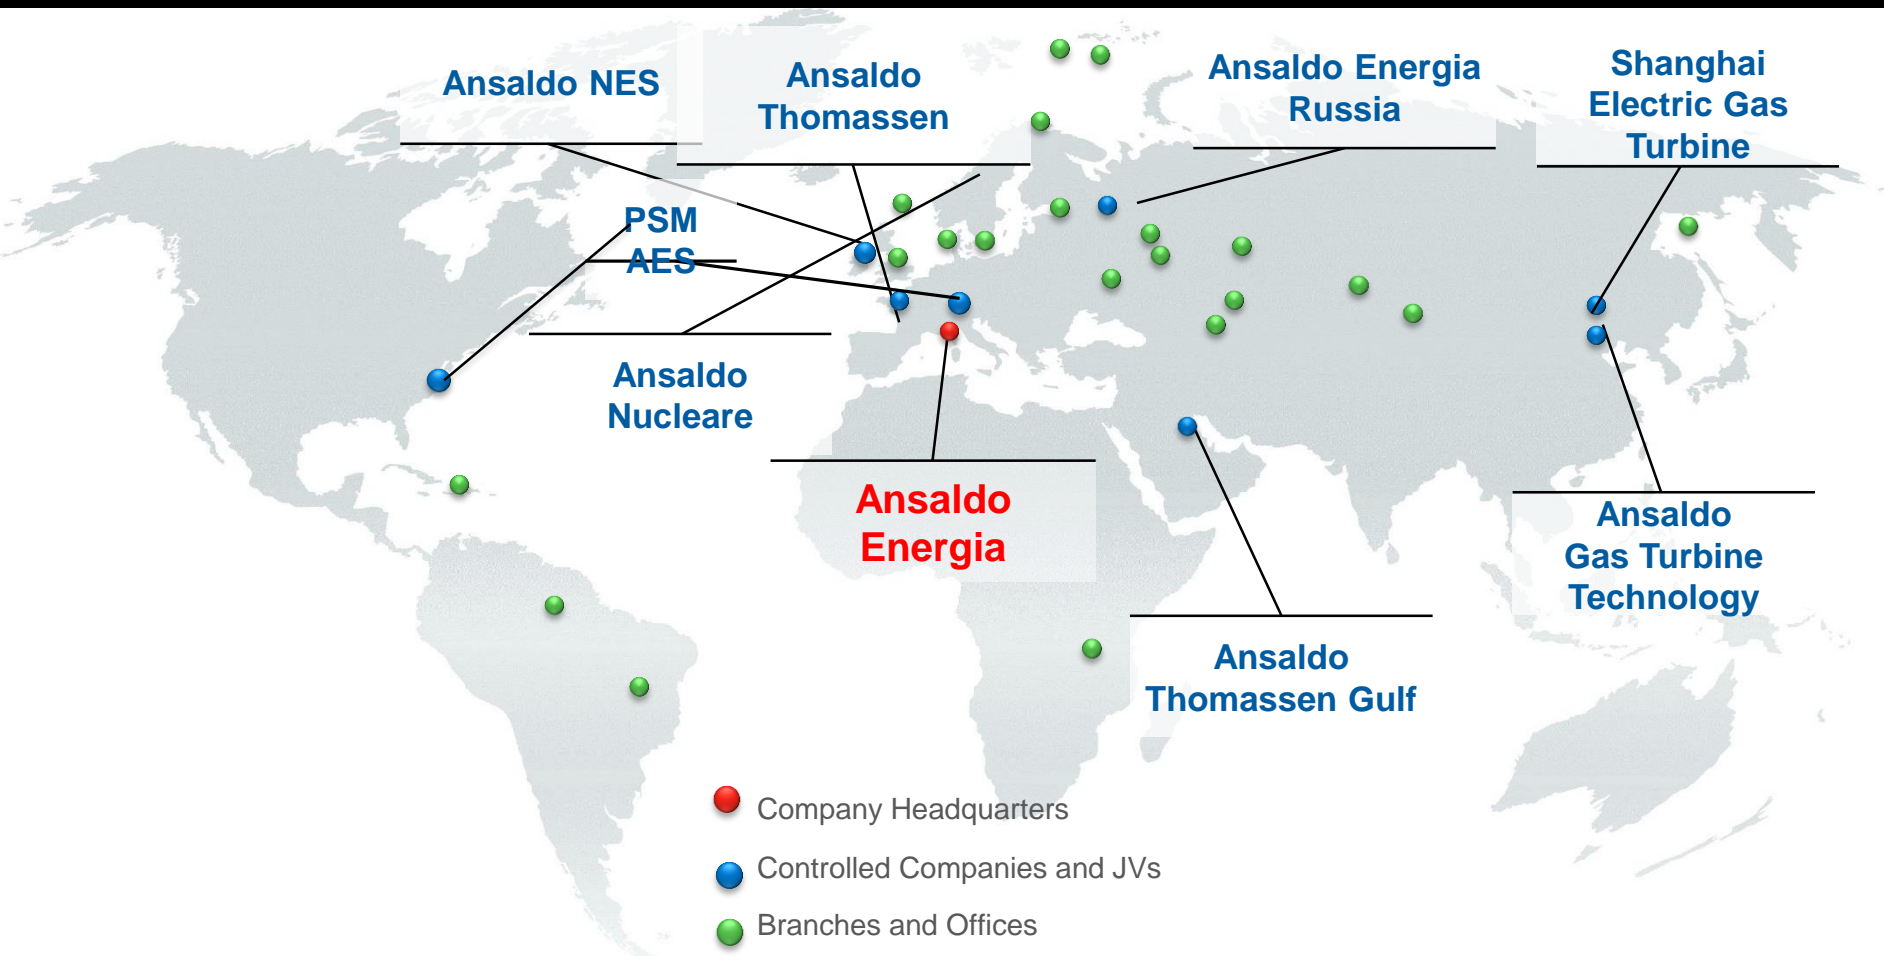 Ansaldo NES
Ansaldo
Thomassen
Ansaldo Energia
Russia
Shanghai
Electric Gas
Turbine
PSM
AES
Ansaldo
Nucleare
Ansaldo
Energia
Ansaldo
Gas Turbine
Technology
Ansaldo
Thomassen Gulf
Company Headquarters
Controlled Companies and JVs
Branches and Offices